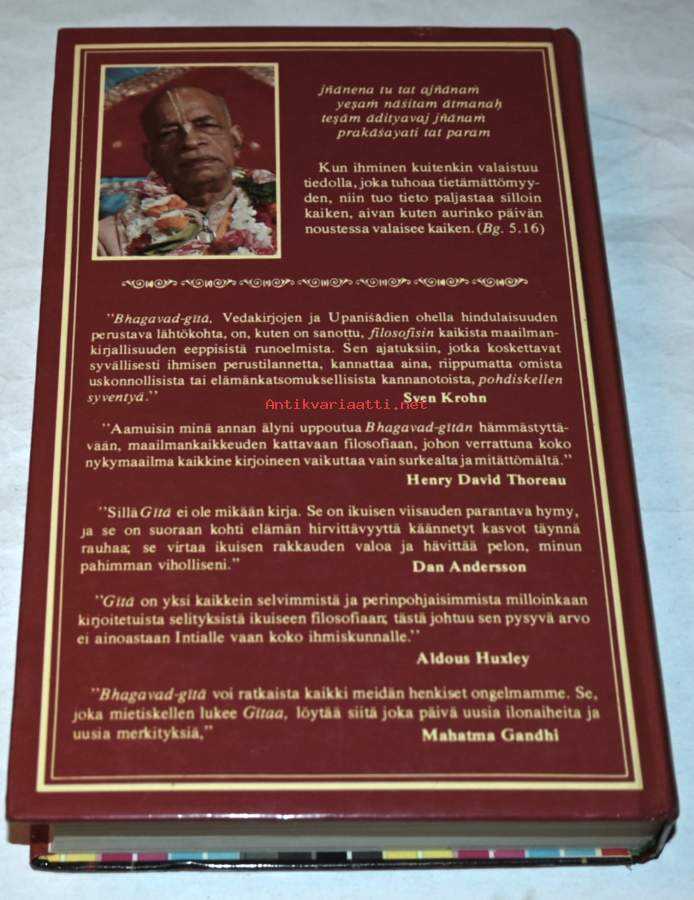 jñānena tu tat ajñānaṁ
yeṣaṁ nāśitam ātmanaḥ
teṣām ādityavaj jñānaṁ
prakāśayati tat param
Kun ihminen kuitenkin valaistuu
tiedolla, joka tuhoaa tietämättömyy-
den, niin tuo tieto paljastaa silloin
kaiken, aivan kuten aurinko päivän
noustessa valaisee kaiken. (Bg. 5.16)
"Bhagavad-gītā, Vedakirjojen ja Upaniṣādien ohella hindulaisuuden
perustava lähtökohta, on, kuten on sanottu, filosofisin kaikista maailman-
kirjallisuuden eeppisistä runoelmista. Sen ajatuksiin, jotka koskettavat
syvällisesti ihmisen perustilannetta, kannattaa aina, riippumatta omista
uskonnollisista tai elämänkatsomuksellisista kannanotoista, pohdiskellen
syventyä." Sven Krohn
Antikvariaatti.net
"Aamuisin minä annan älyni uppoutua Bhagavad-gītān hämmästyttä-
vään, maailmankaikkeuden kattavaan filosofiaan, johon verrattuna koko
nykymaailma kaikkine kirjoineen vaikuttaa vain surkealta ja mitättömältä."
Henry David Thoreau
"Sillä Gītā ei ole mikään kirja. Se on ikuisen viisauden parantava hymy,
ja se on suoraan kohti elämän hirvittävyyttä käännetyt kasvot täynnä
rauhaa; se virtaa ikuisen rakkauden valoa ja hävittää pelon, minun
pahimman viholliseni." Dan Andersson
"Gītā on yksi kaikkein selvimmistä ja perinpohjaisimmista milloinkaan
kirjoitetuista selityksistä ikuiseen filosofiaan; tästä johtuu sen pysyvä arvo
ei ainoastaan Intialle vaan koko ihmiskunnalle."
Aldous Huxley
"Bhagavad-gītā voi ratkaista kaikki meidän henkiset ongelmamme. Se,
joka mietiskellen lukee Gītaa, löytää siitä joka päivä uusia ilonaiheita ja
uusia merkityksiä," Mahatma Gandhi